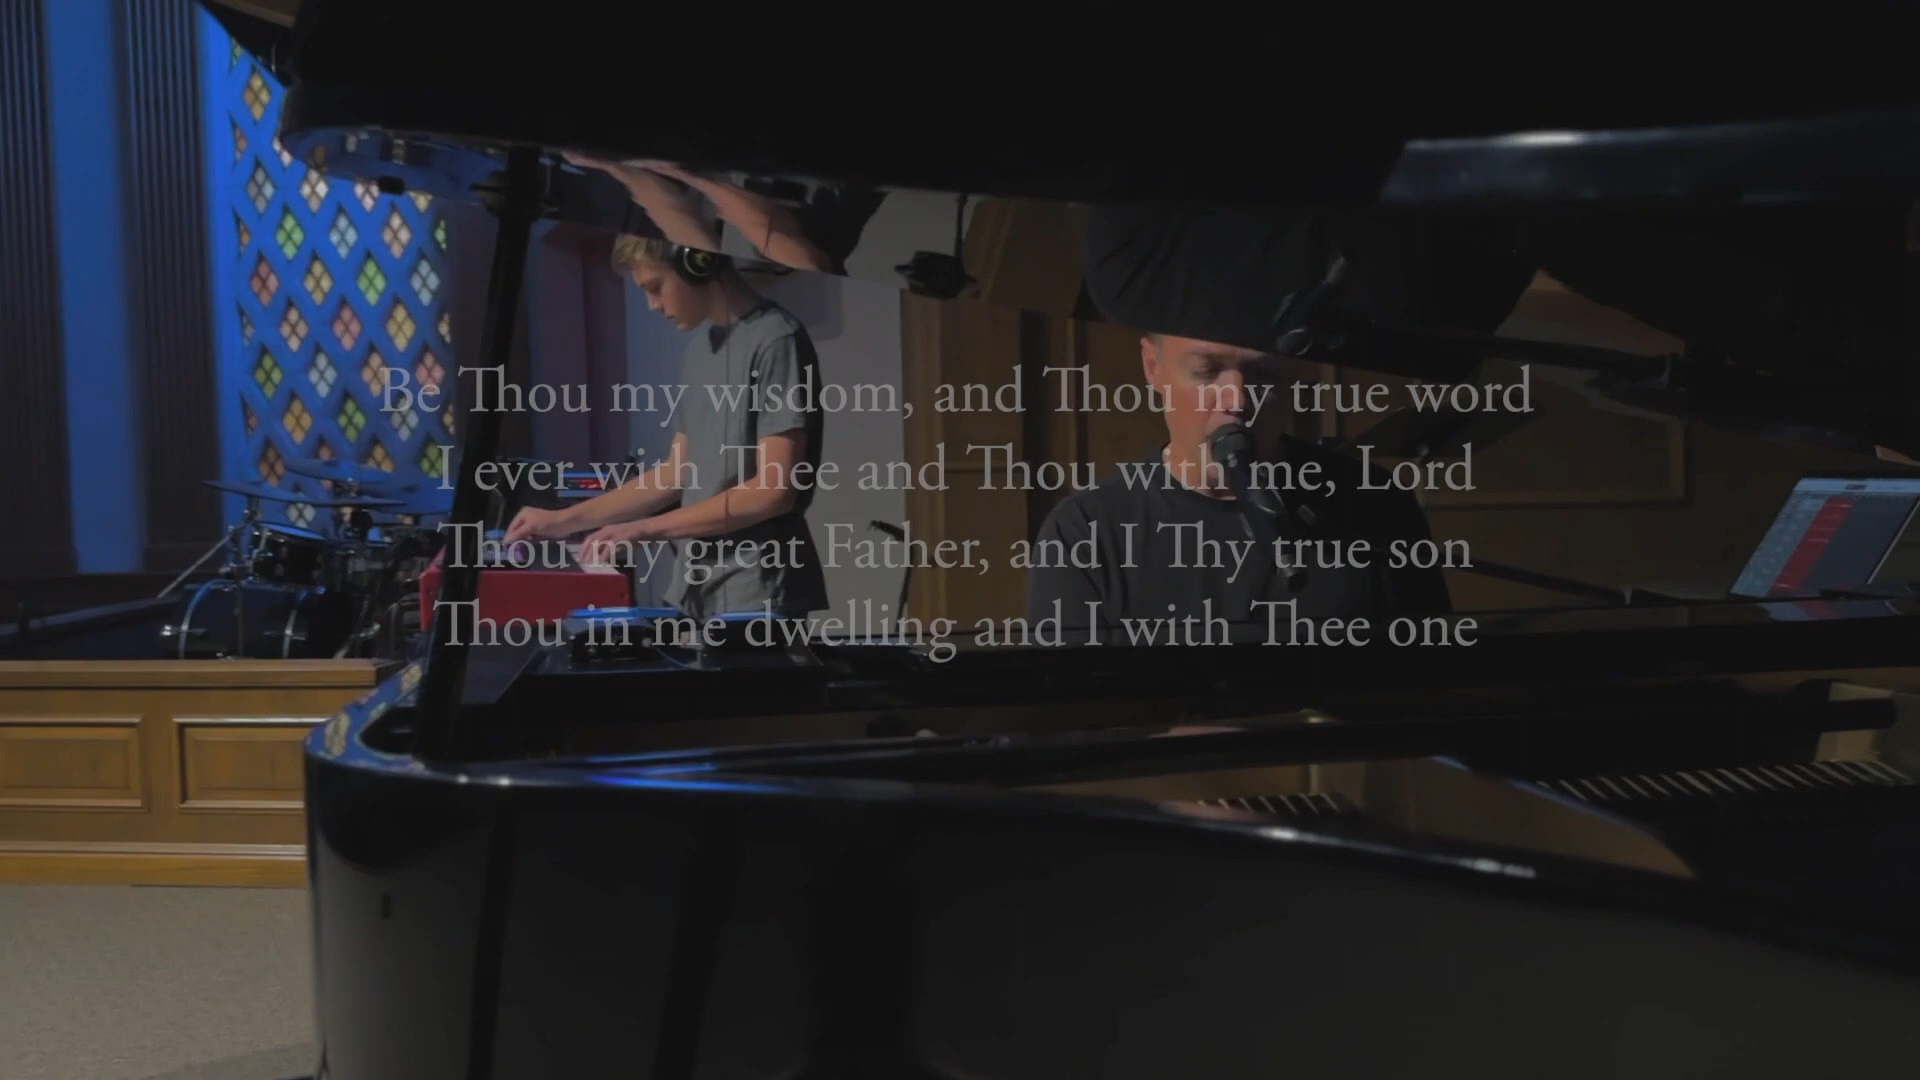 Be Thou my wisdom, and Thou my true word
I ever with Thee and Thou with me, Lord
Thou my great Father, and I Thy true son
Thou in me dwelling and I with Thee one